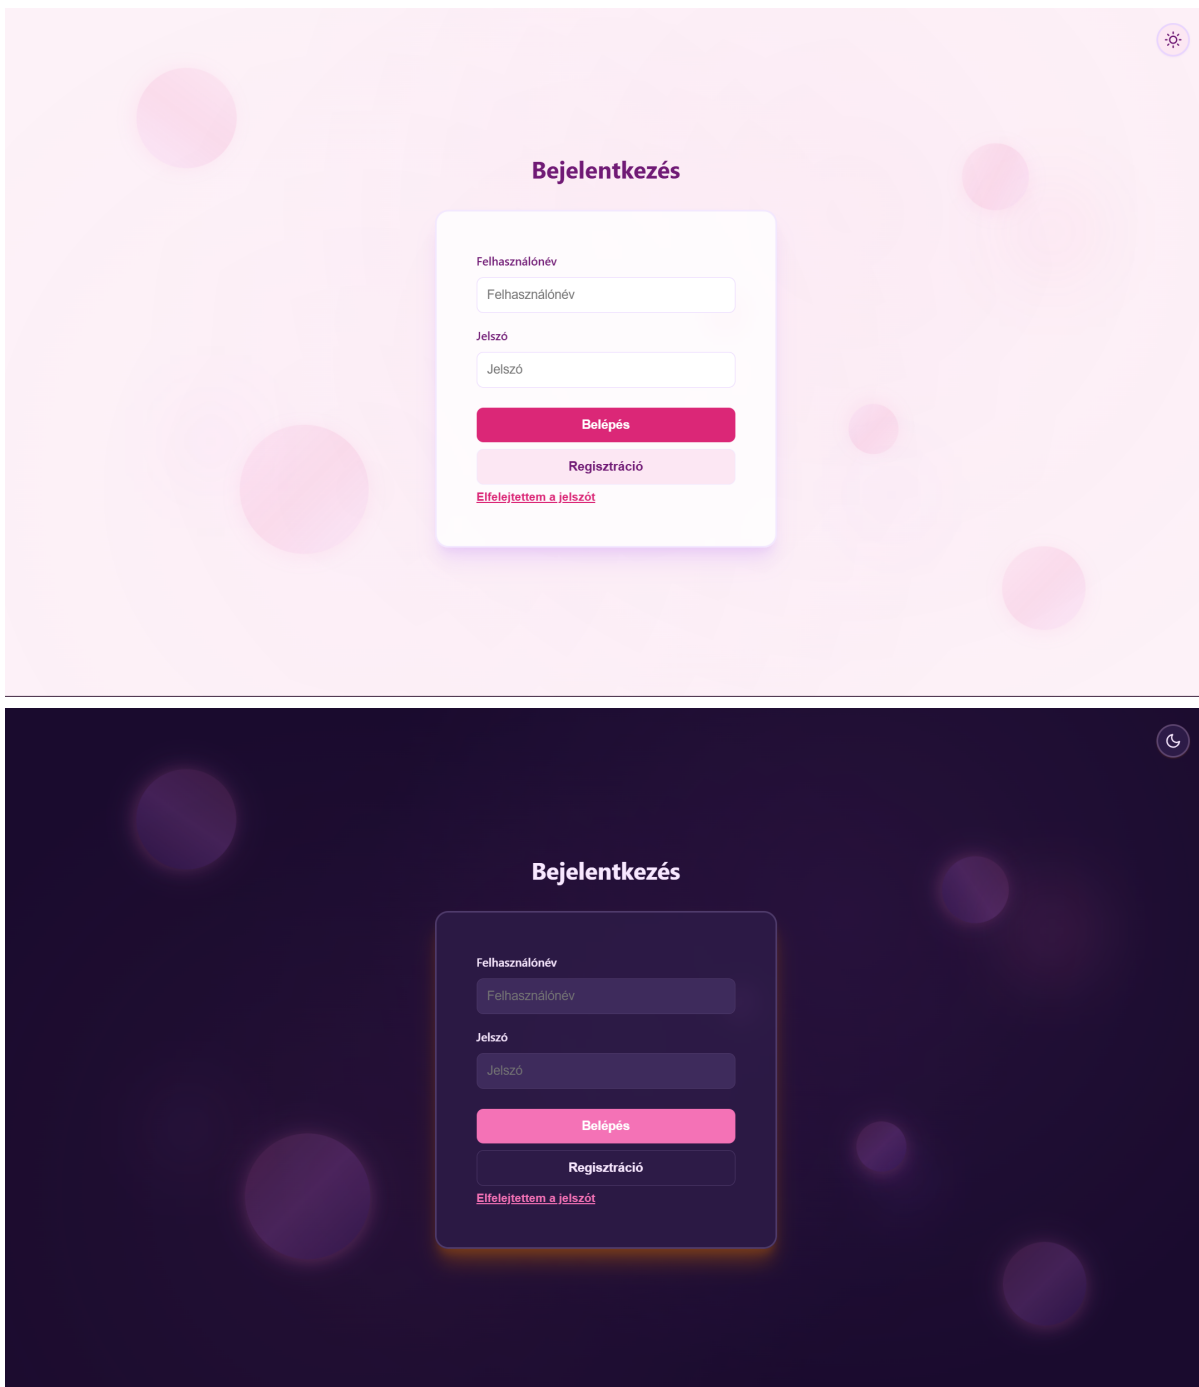 Bejelentkezés
Felhasználónév
Felhasználónév
Jelszó
Jelszó
Belépés
Regisztráció
Elfelejtettem a jelszót
Bejelentkezés
Felhasználónév
Felhasználónév
Jelszó
Jelszó
Belépés
Regisztráció
Elfelejtettem a jelszót